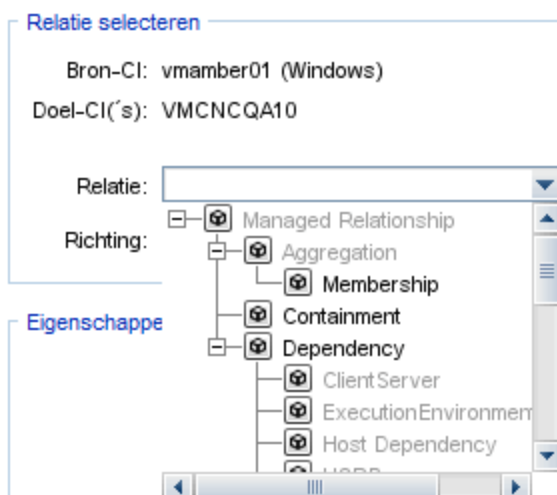 Relatie selecteren
Bron-CI: vmamber01 (Windows)
Doel-CI(´s): VMCNCQA10
Relatie:
Managed Relationship
Richting:
Aggregation
Membership
Containment
Eigenschappe
Dependency
ClientServer
ExecutionEnvironmen
Host Dependency